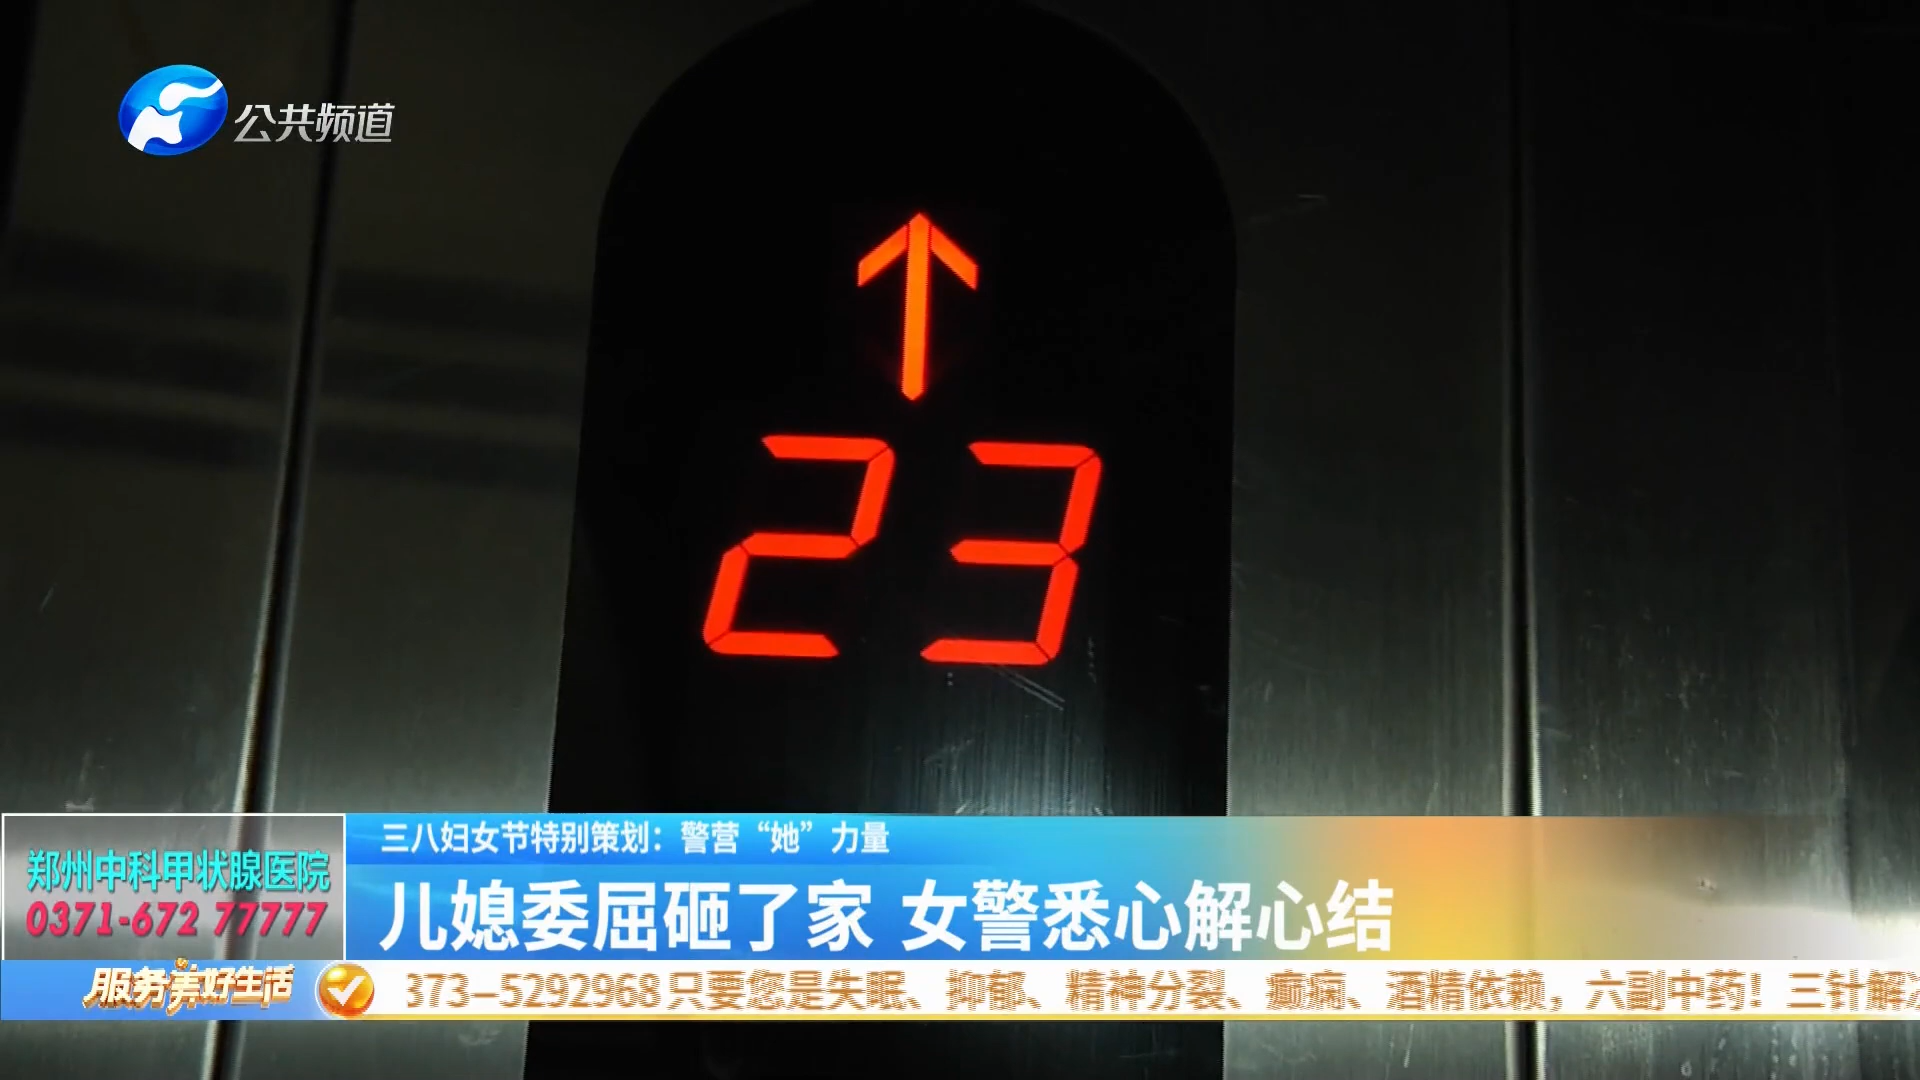 公共频道
23
郑州中科甲状腺医院
0371-672 77777
三八妇女节特别策划：警营“她”力量
儿媳委屈砸了家 女警悉心解心结
服务美好生活
373-5292968只要您是失眠、抑郁、精神分裂、癫痫、酒精依赖，六副中药！三针解决